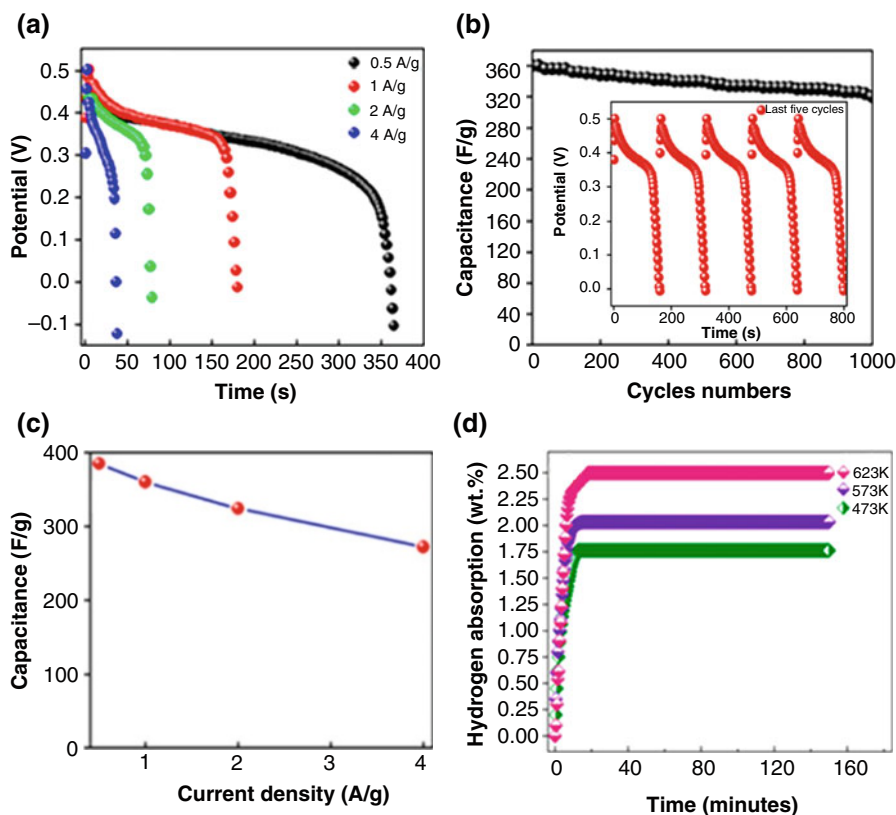 (a)
0.5
0.4
0.3
0.2
0.1
0.0
–0.1
Potential (V)
0.5 A/g
1 A/g
2 A/g
4 A/g
0 50 100 150 200 250 300 350 400
Time (s)
(b)
360
320
280
240
200
160
120
80
40
0
Capacitance (F/g)
Last five cycles
0.5
0.4
0.3
0.2
0.1
0.0
Potential (V)
0 200 400 600 800
Time (s)
0 200 400 600 800 1000
Cycles numbers
(c)
400
300
200
100
0
Capacitance (F/g)
1 2 3 4
Current density (A/g)
(d)
2.50
2.25
2.00
1.75
1.50
1.25
1.00
0.75
0.50
0.25
0.00
Hydrogen absorption (wt.%)
623K
573K
473K
0 40 80 120 160
Time (minutes)